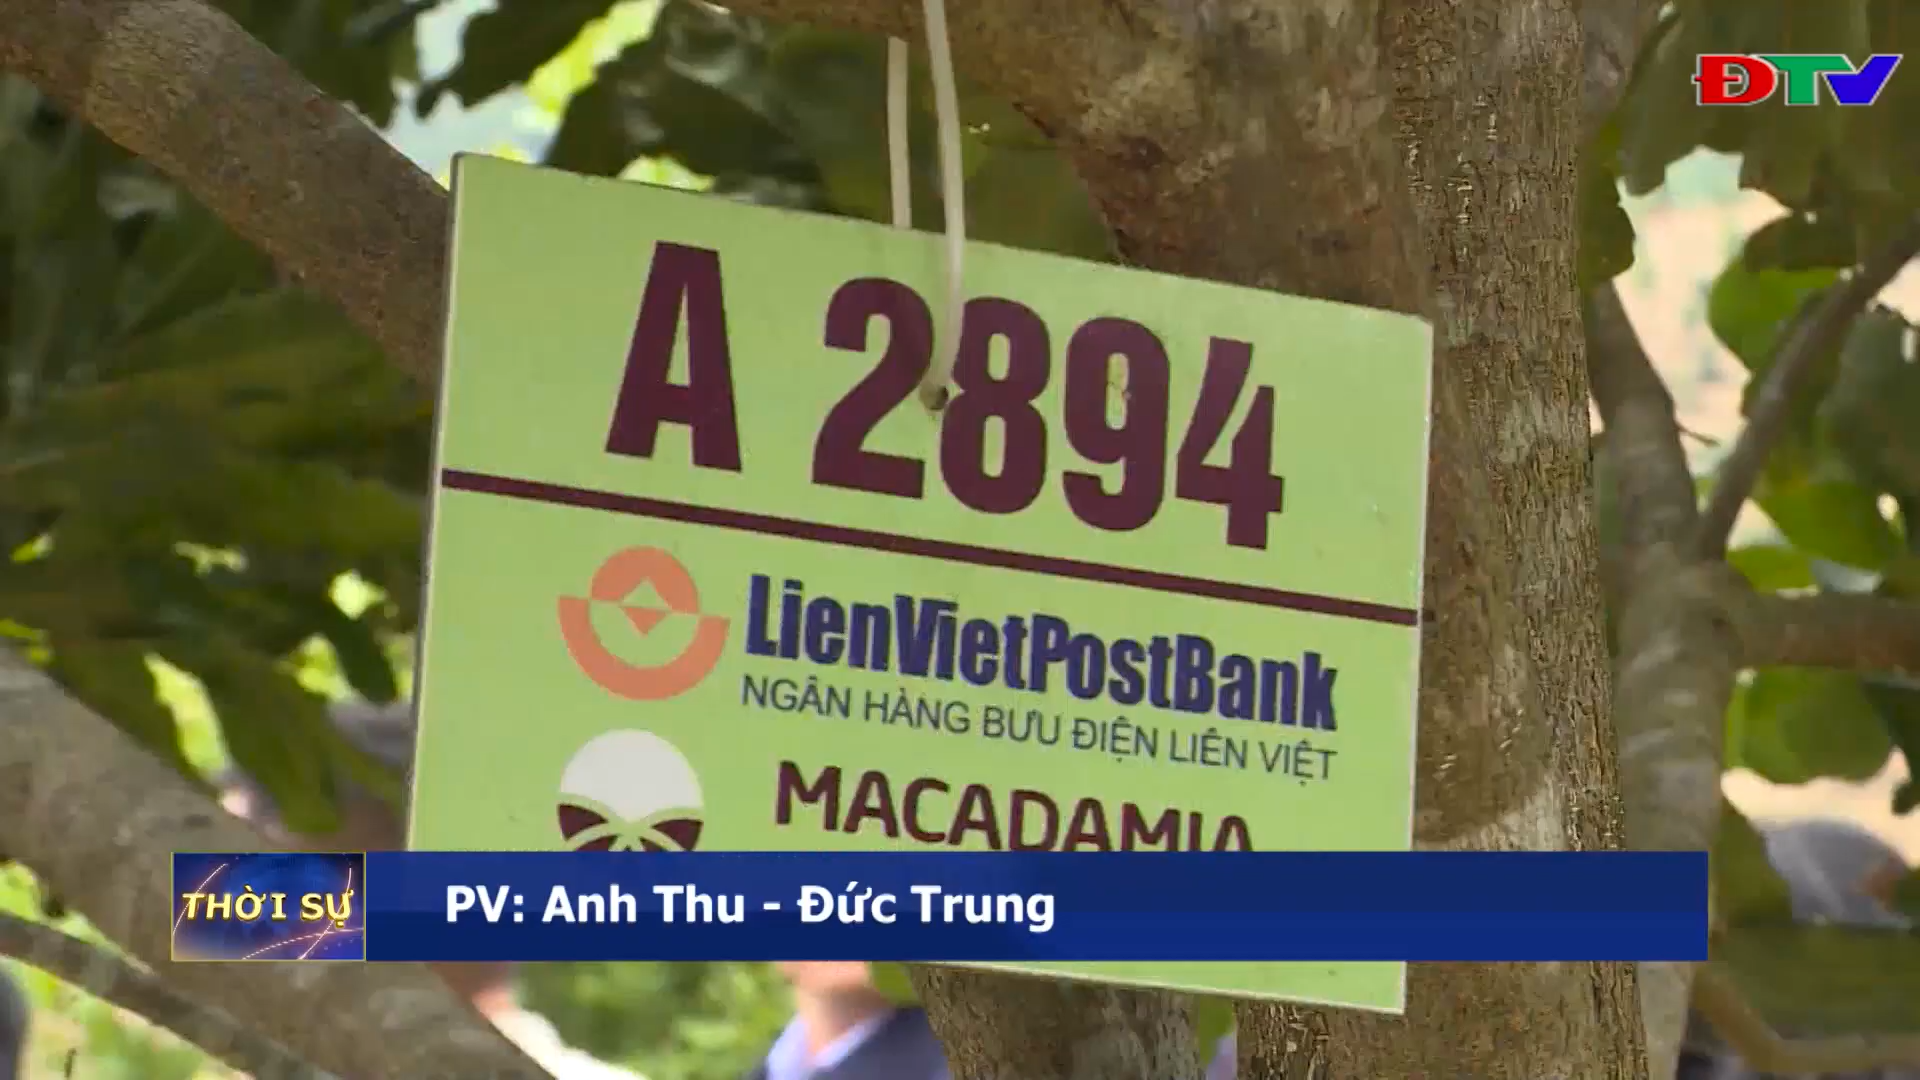 ĐTV
A 2894
LienVietPostBank
NGÂN HÀNG BƯU ĐIỆN LIÊN VIỆT
MACADAMIA
THỜI SỰ
PV: Anh Thu - Đức Trung